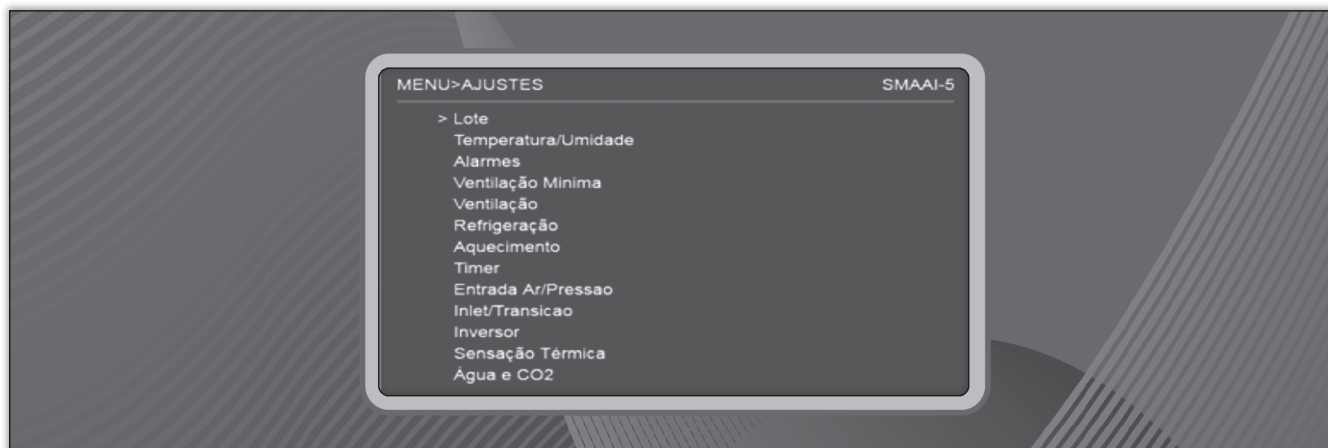 MENU>AJUSTES SMAAI-5
> Lote
Temperatura/Umidade
Alarmes
Ventilação Minima
Ventilação
Refrigeração
Aquecimento
Timer
Entrada Ar/Pressao
Inlet/Transicao
Inversor
Sensação Térmica
Água e CO2